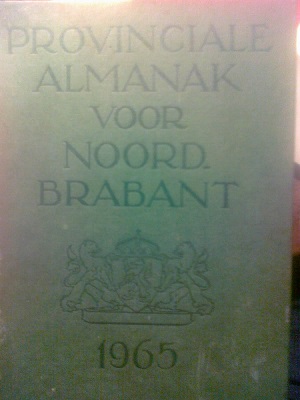 PROVINCIALE
ALMANAK
VOOR
NOORD-
BRABANT
1965